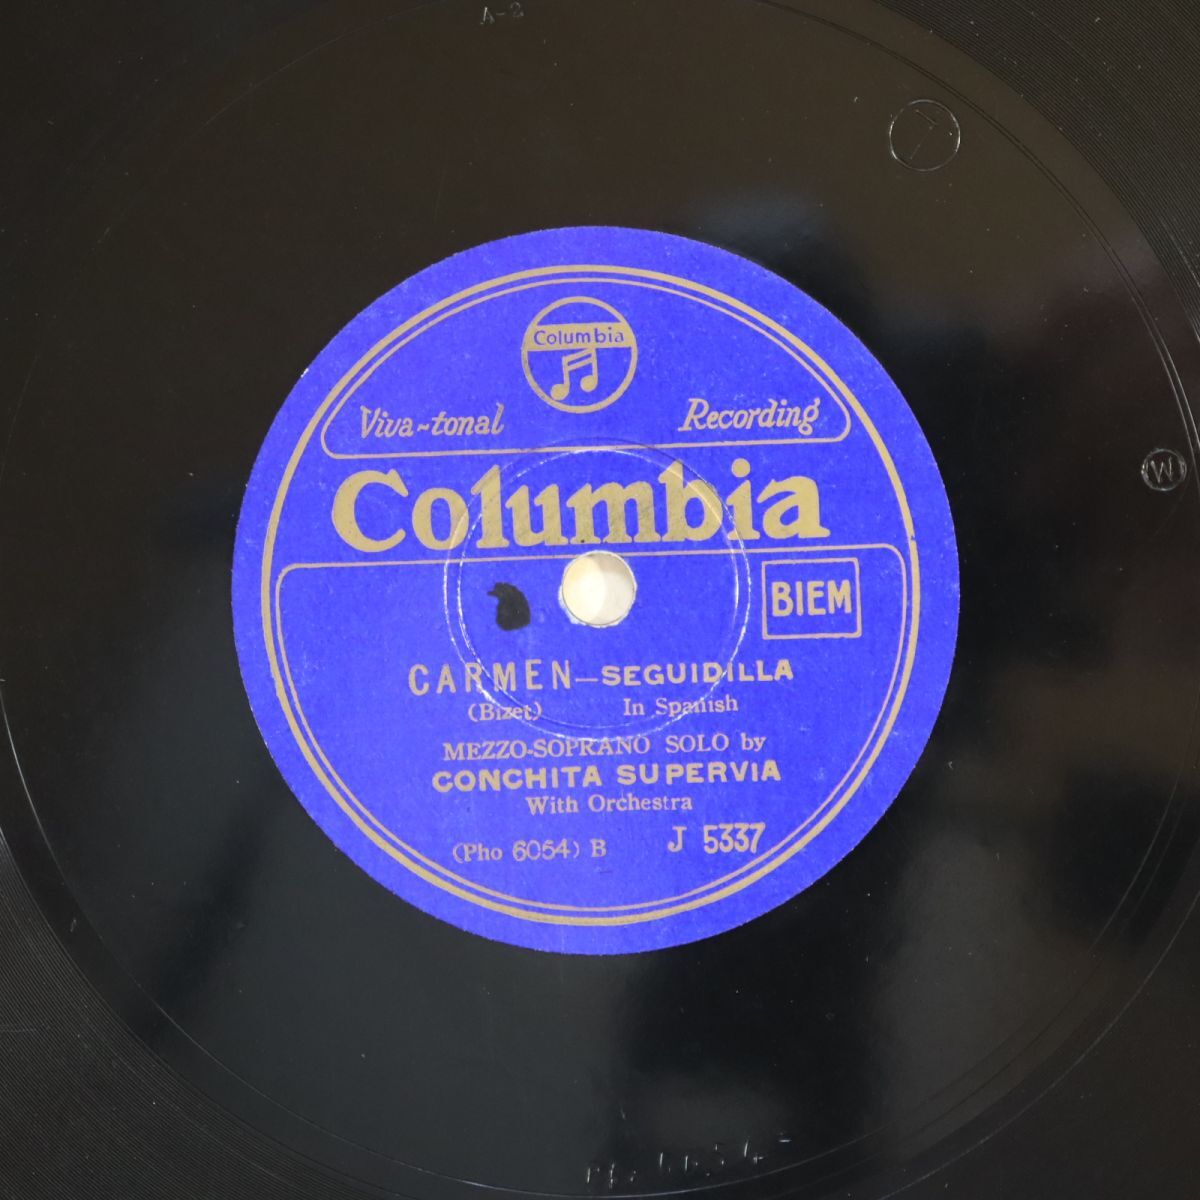 A-2
Columbia
Viva-tonal Recording
Columbia
BIEM
CARMEN—SEGUIDILLA
(Bizet) In Spanish
MEZZO-SOPRANO SOLO by
CONCHITA SUPERVIA
With Orchestra
(Pho 6054) B J 5337
W